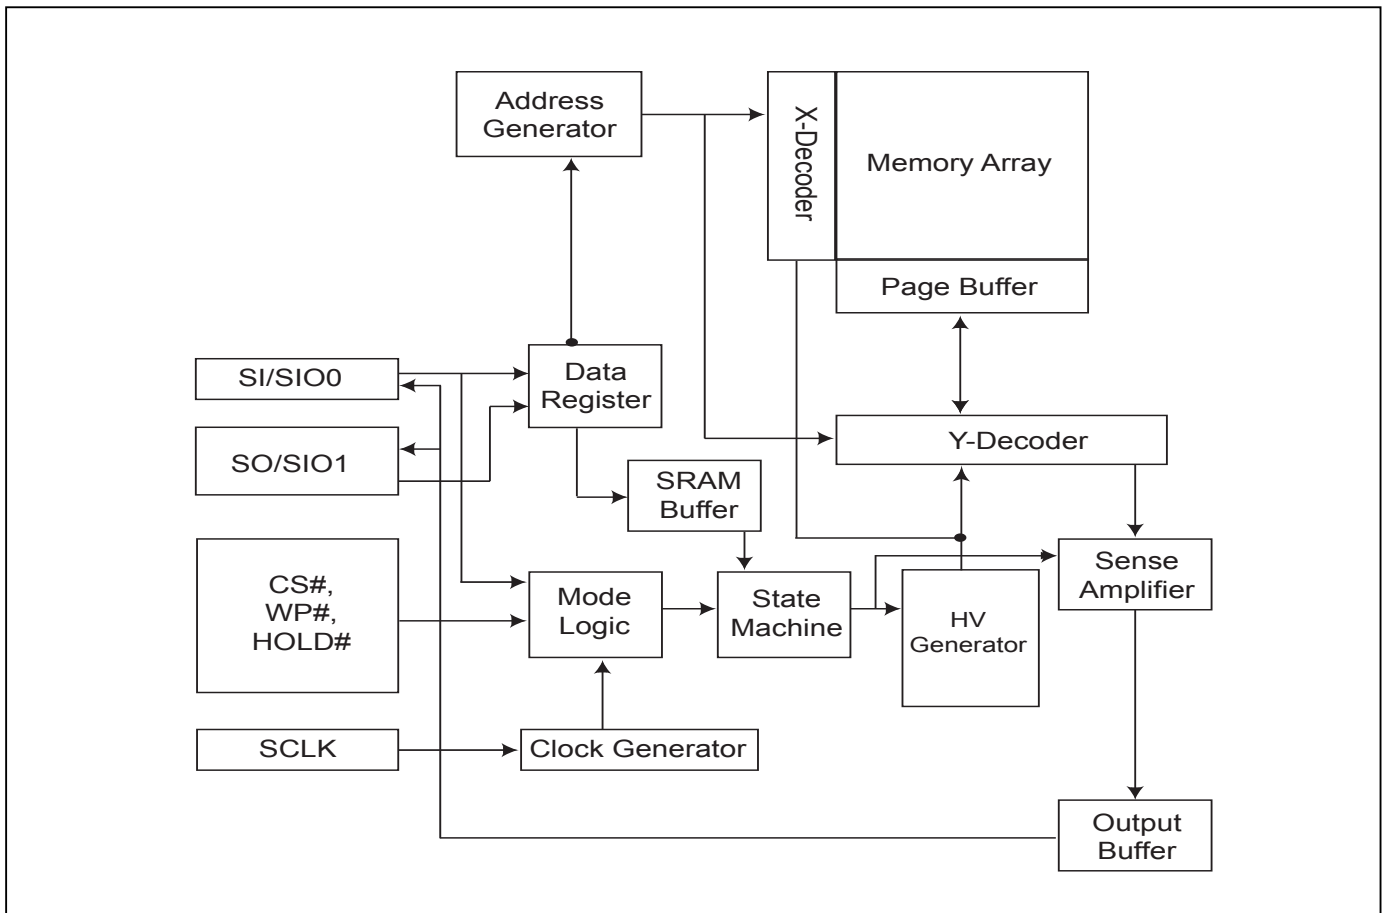 Address
Generator
X-Decoder
Memory Array
Page Buffer
SI/SIO0
Data
Register
SO/SIO1
Y-Decoder
SRAM
Buffer
CS#,
WP#,
HOLD#
Mode
Logic
State
Machine
HV
Generator
Sense
Amplifier
SCLK
Clock Generator
Output
Buffer